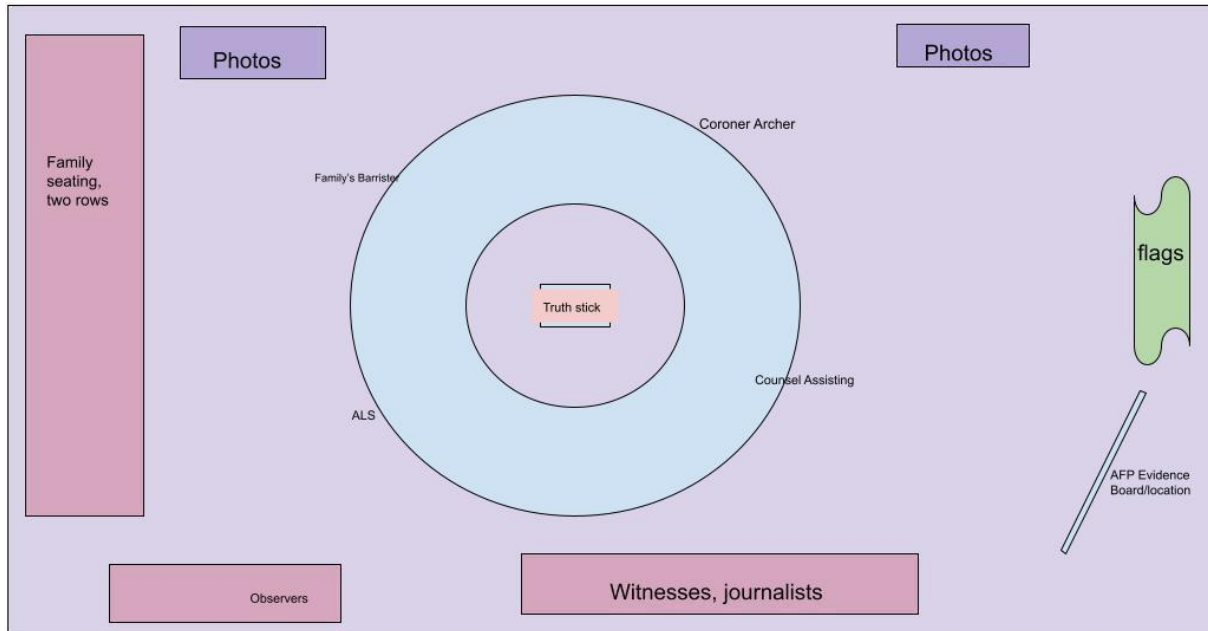 Photos
Photos
Coroner Archer
Family
seating,
two rows
Family's Barrister
flags
Truth stick
Counsel Assisting
ALS
AFP Evidence
Board/location
Observers
Witnesses, journalists